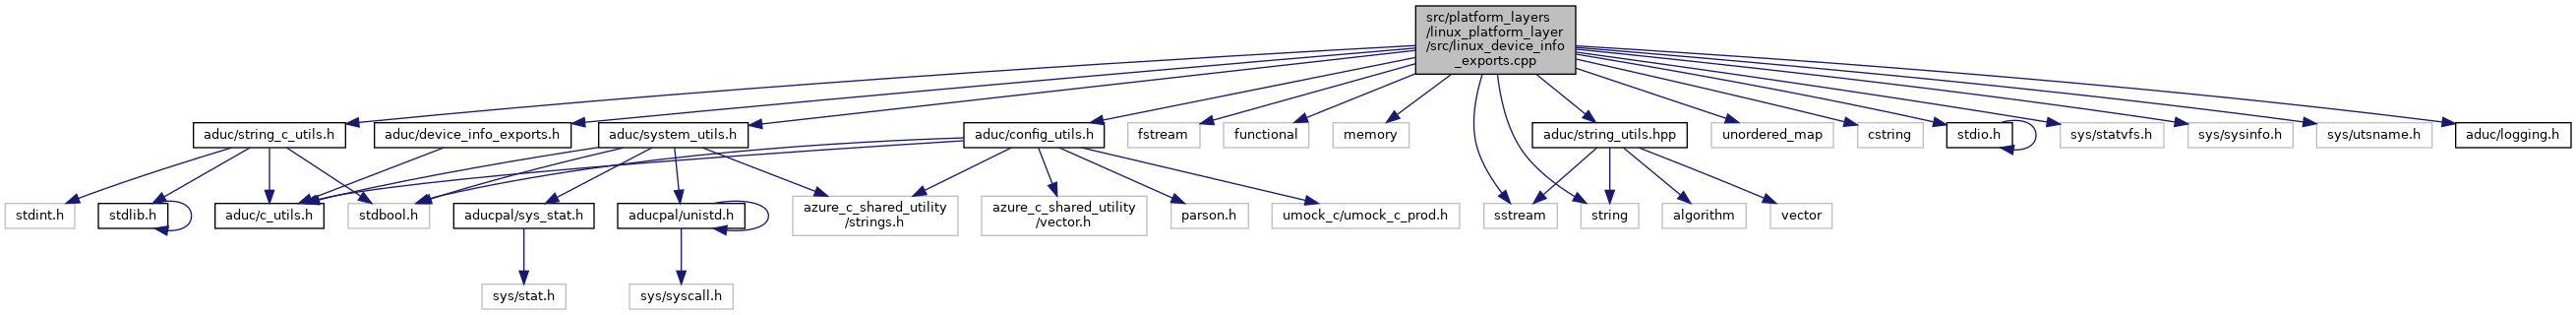 src/platform_layers
/linux_platform_layer
/src/linux_device_info
_exports.cpp
aduc/string_c_utils.h
aduc/device_info_exports.h
aduc/system_utils.h
aduc/config_utils.h
fstream
functional
memory
aduc/string_utils.hpp
unordered_map
cstring
stdio.h
sys/statvfs.h
sys/sysinfo.h
sys/utsname.h
aduc/logging.h
stdint.h
stdlib.h
aduc/c_utils.h
stdbool.h
aducpal/sys_stat.h
aducpal/unistd.h
azure_c_shared_utility
/strings.h
azure_c_shared_utility
/vector.h
parson.h
umock_c/umock_c_prod.h
sstream
string
algorithm
vector
sys/stat.h
sys/syscall.h